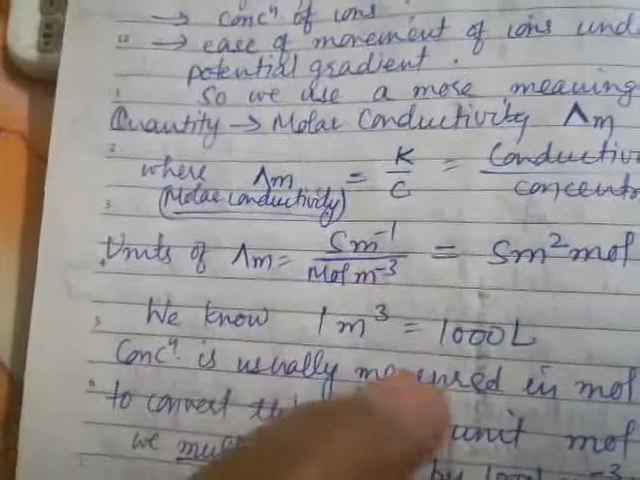 → Concⁿ of ions
→ ease of movement of ions und
potential gradient.
So we use a more meaning
Quantity → Molar Conductivity Λm
where Λm = K/C = Conductiv / concentr
(Molar conductivity)
Units of Λm = Sm⁻¹ / Mol m⁻³ = Sm² mol
We know 1 m³ = 1000 L
Concⁿ is usually measured in mol
to convert unit mol
we by